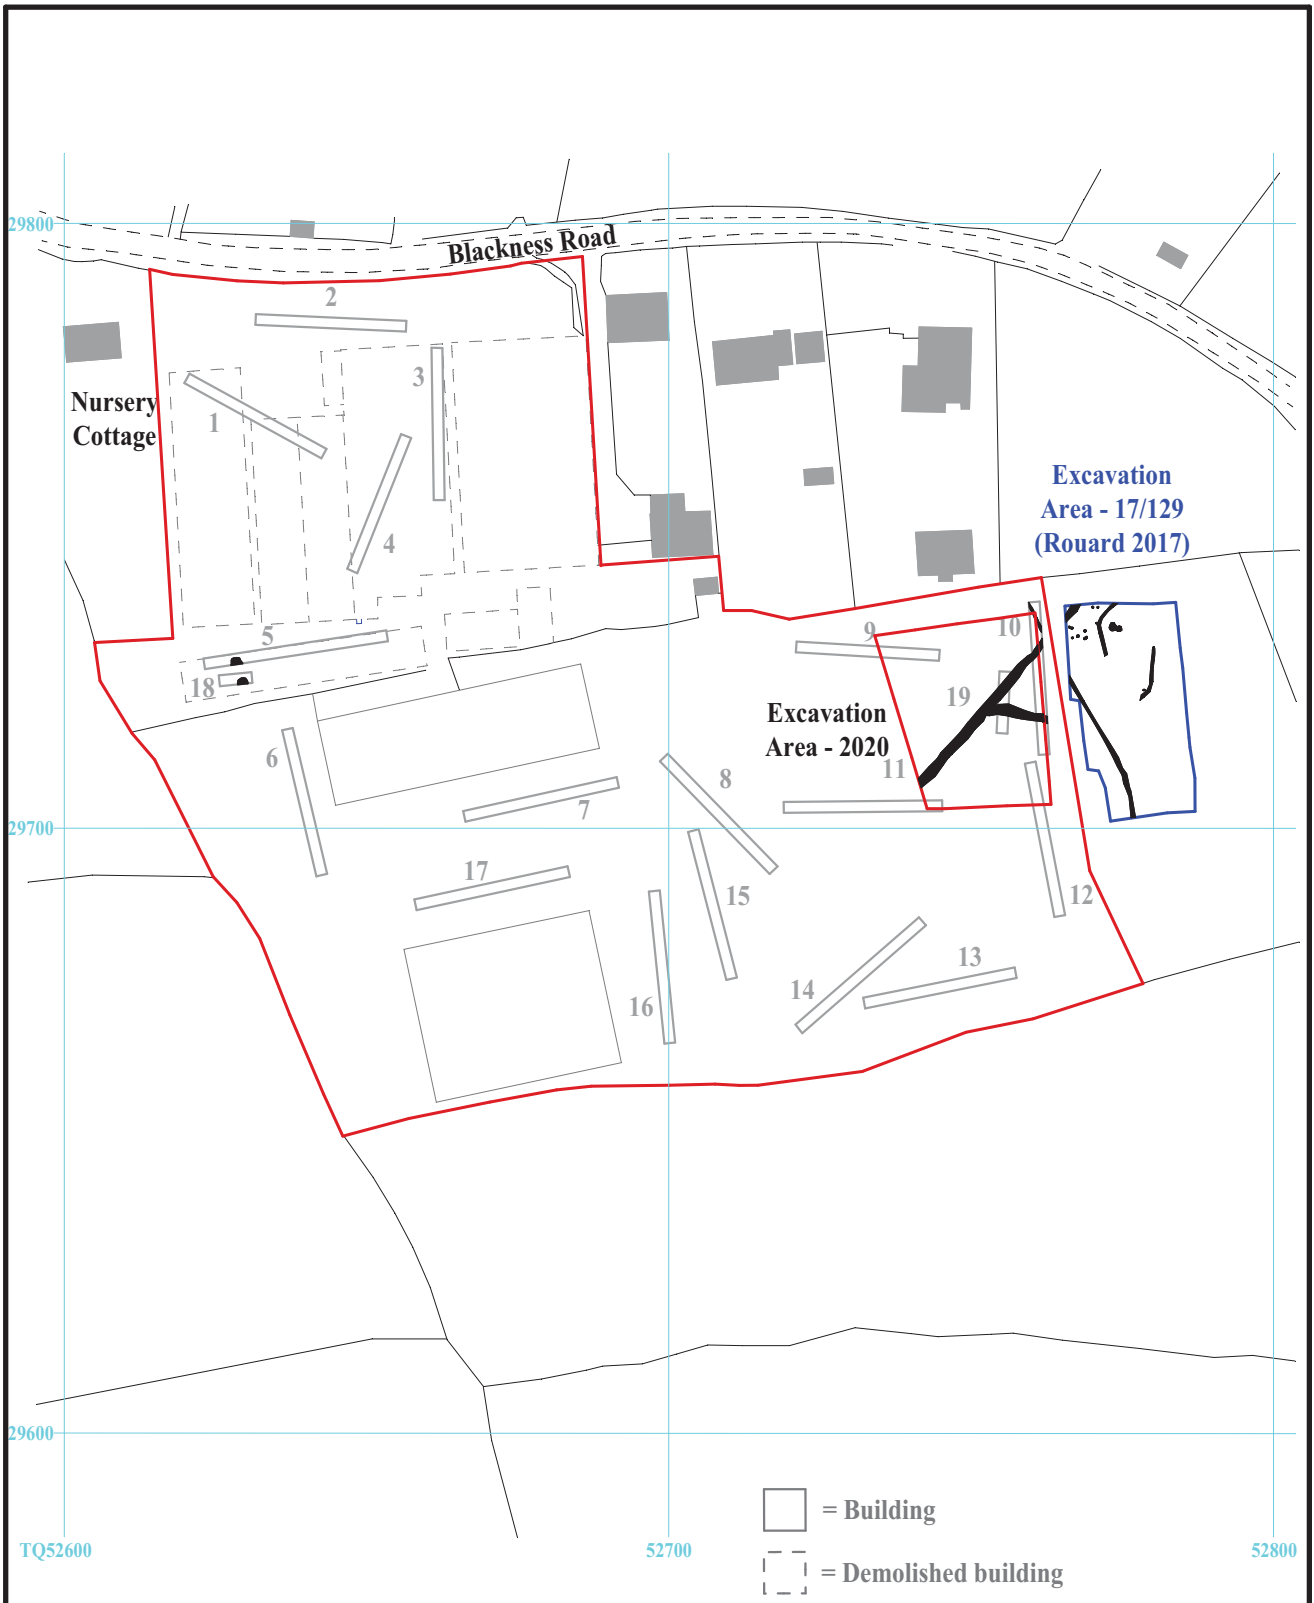 29800
Blackness Road
2
3
Nursery
Cottage
1
4
Excavation
Area - 17/129
(Rouard 2017)
5
18
9
10
19
Excavation
Area - 2020
6
7
8
11
29700
17
15
12
16
14
13
29600
= Building
TQ52600
52700
52800
= Demolished building